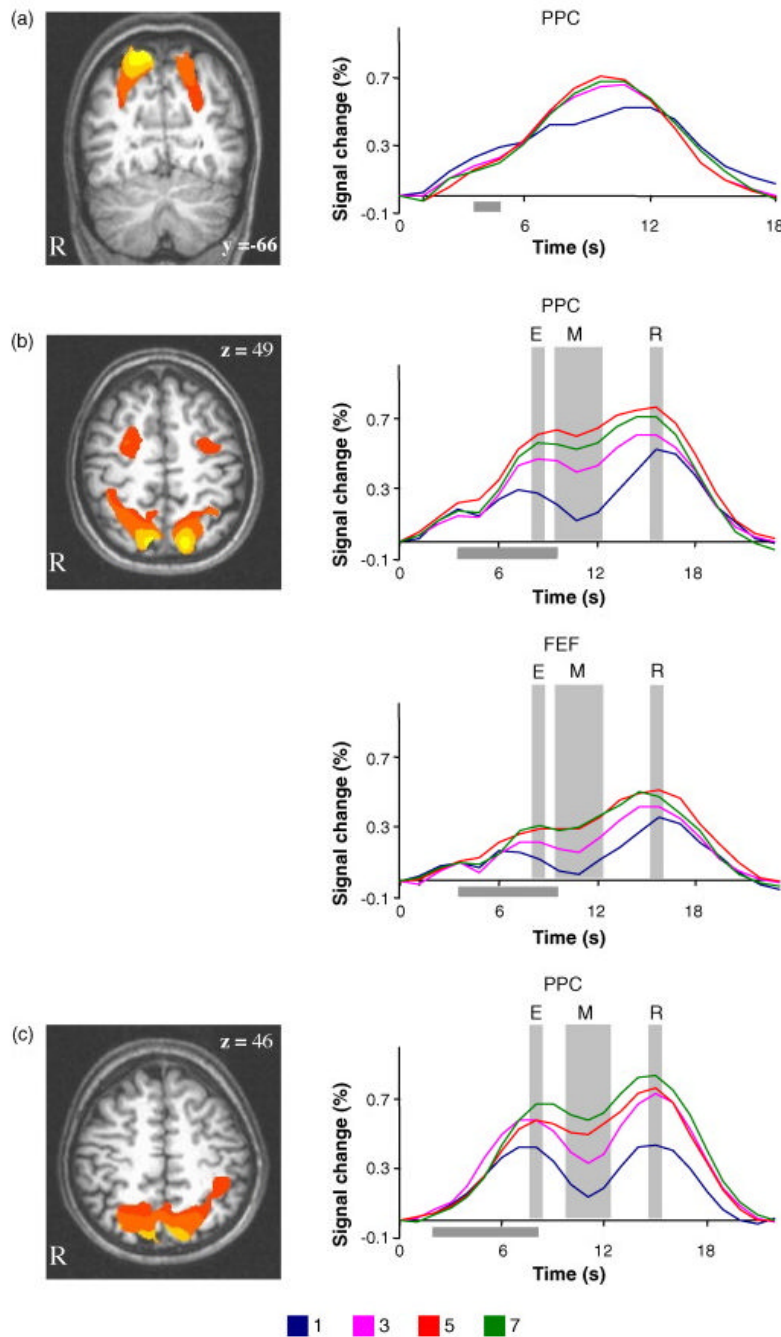 (a)
PPC
R
y =-66
Signal change (%)
0.7
0.3
-0.1
0 6 12 18
Time (s)
(b)
z = 49
R
PPC
E M R
Signal change (%)
0.7
0.3
-0.1
0 6 12 18
Time (s)
FEF
E M R
Signal change (%)
0.7
0.3
-0.1
0 6 12 18
Time (s)
(c)
z = 46
R
PPC
E M R
Signal change (%)
0.7
0.3
-0.1
0 6 12 18
Time (s)
1 3 5 7